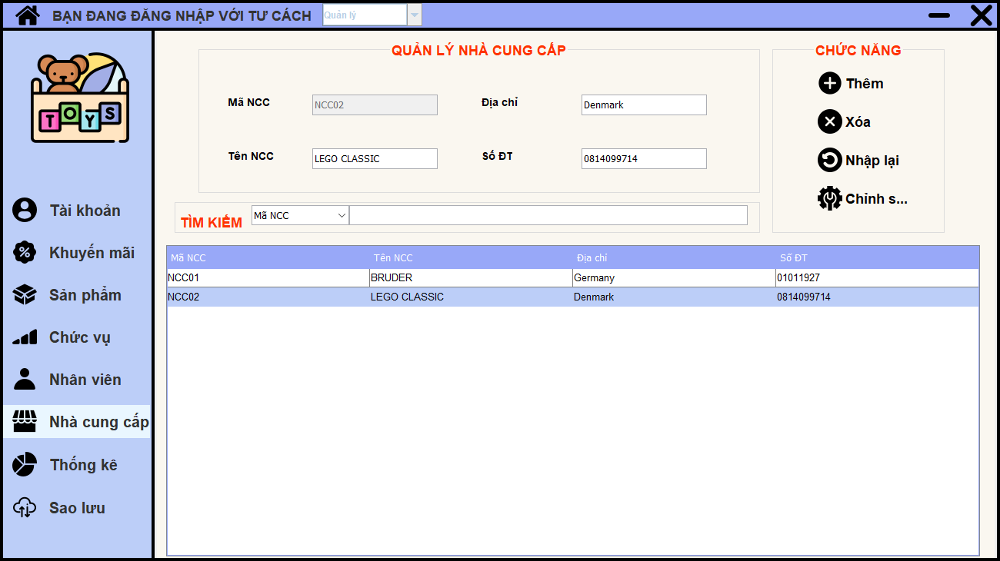 BẠN ĐANG ĐĂNG NHẬP VỚI TƯ CÁCH Quản lý
TOYS
Tài khoản
Khuyến mãi
Sản phẩm
Chức vụ
Nhân viên
Nhà cung cấp
Thống kê
Sao lưu
QUẢN LÝ NHÀ CUNG CẤP
Mã NCC NCC02 Địa chỉ Denmark
Tên NCC LEGO CLASSIC Số ĐT 0814099714
CHỨC NĂNG
Thêm
Xóa
Nhập lại
Chỉnh s...
TÌM KIẾM Mã NCC
Mã NCC Tên NCC Địa chỉ Số ĐT
NCC01 BRUDER Germany 01011927
NCC02 LEGO CLASSIC Denmark 0814099714